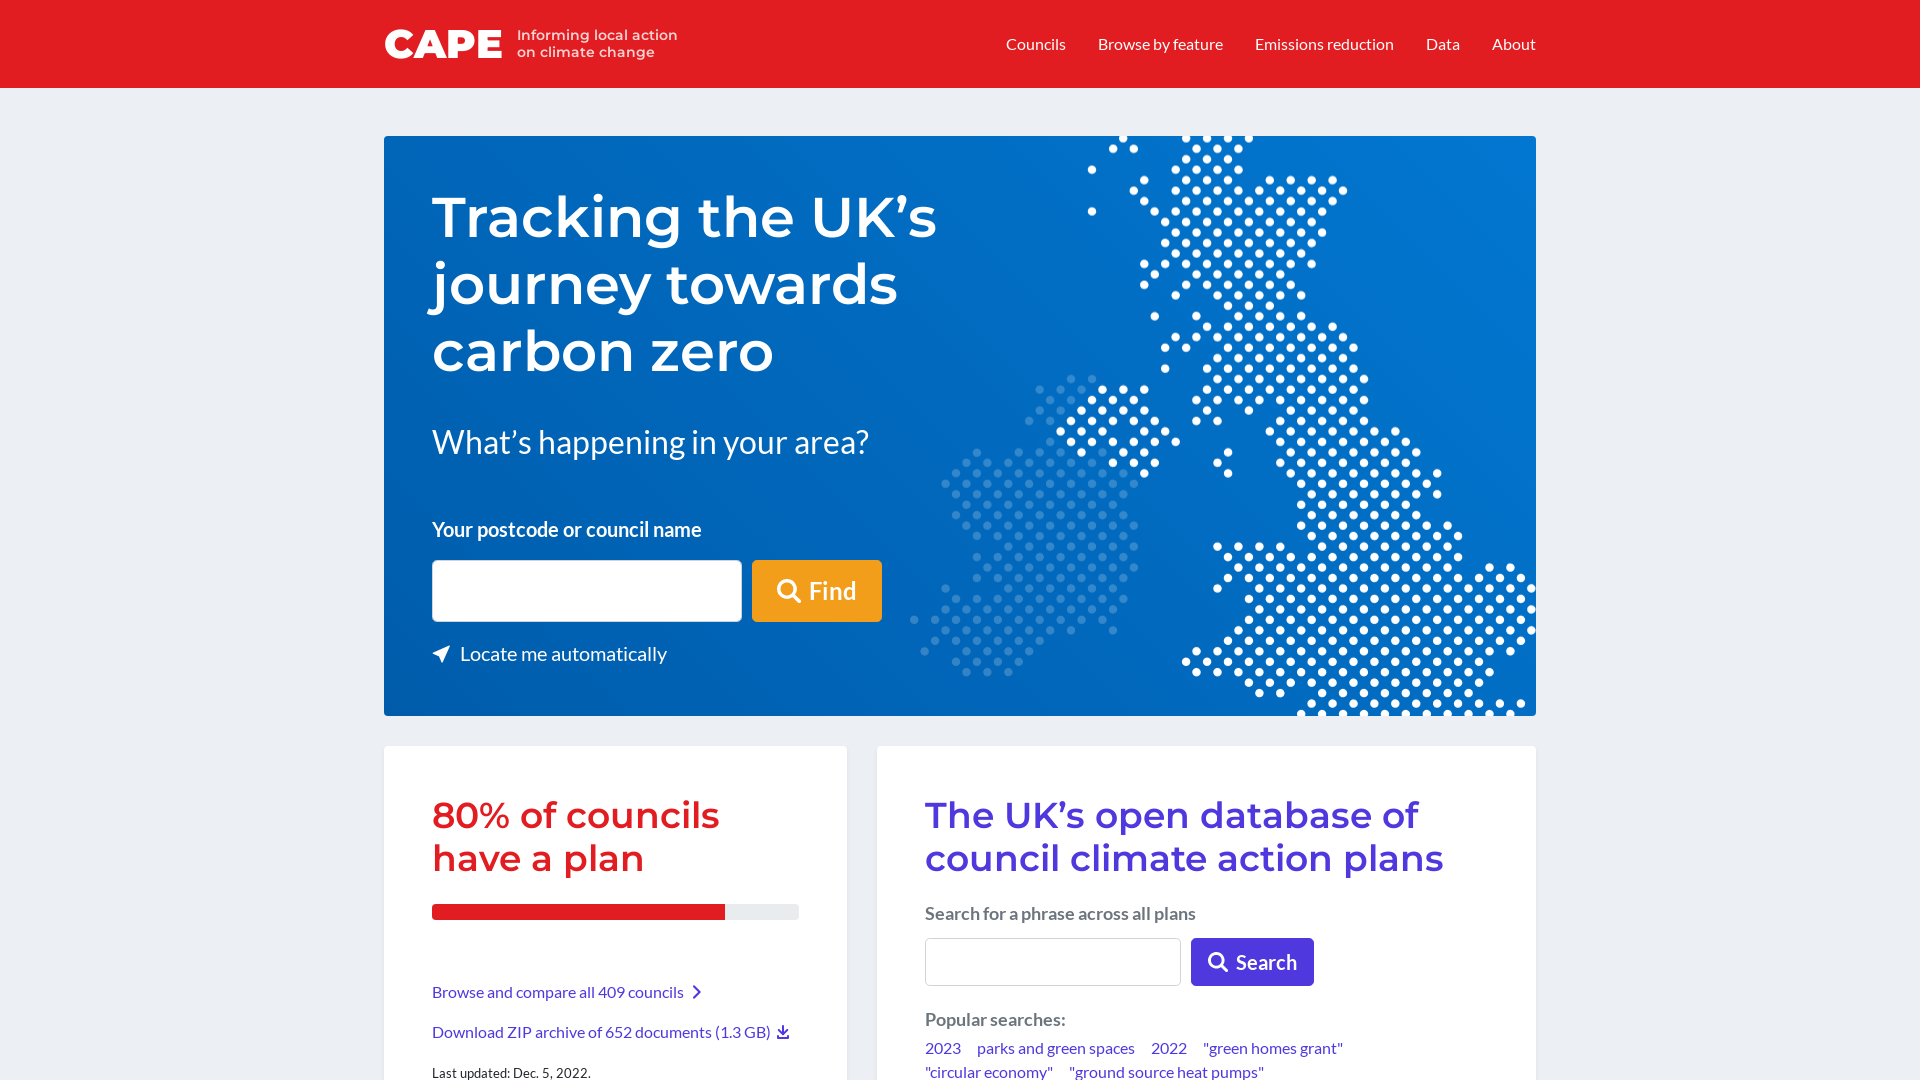 CAPE
Informing local action
on climate change
Councils
Browse by feature
Emissions reduction
Data
About
Tracking the UK’s
journey towards
carbon zero
What’s happening in your area?
Your postcode or council name
Find
Locate me automatically
80% of councils
have a plan
Browse and compare all 409 councils
Download ZIP archive of 652 documents (1.3 GB)
Last updated: Dec. 5, 2022.
The UK’s open database of
council climate action plans
Search for a phrase across all plans
Search
Popular searches:
2023 parks and green spaces 2022 "green homes grant"
"circular economy" "ground source heat pumps"